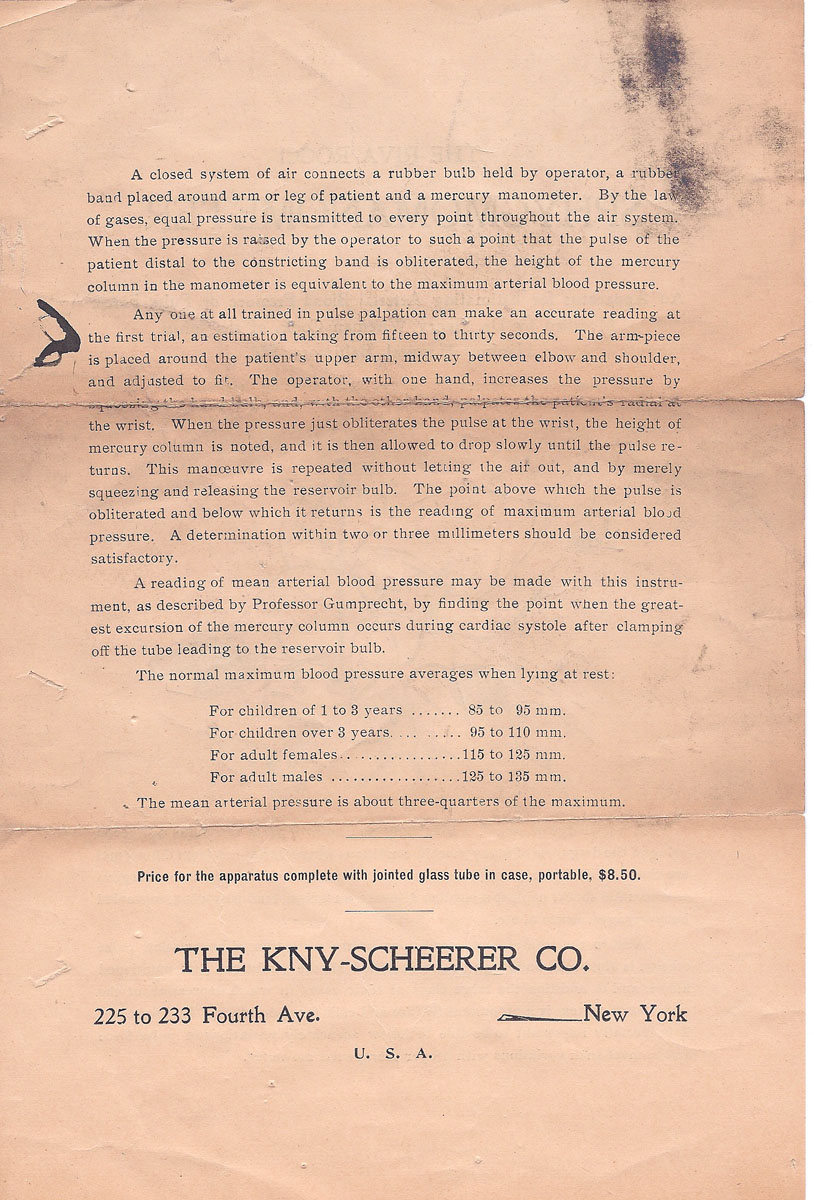 A closed system of air connects a rubber bulb held by operator, a rubber
band placed around arm or leg of patient and a mercury manometer. By the law
of gases, equal pressure is transmitted to every point throughout the air system.
When the pressure is raised by the operator to such a point that the pulse of the
patient distal to the constricting band is obliterated, the height of the mercury
column in the manometer is equivalent to the maximum arterial blood pressure.
Any one at all trained in pulse palpation can make an accurate reading at
the first trial, an estimation taking from fifteen to thirty seconds. The arm-piece
is placed around the patient's upper arm, midway between elbow and shoulder,
and adjusted to fit. The operator, with one hand, increases the pressure by
squeezing the hand bulb, and, with the other hand, palpates the patient's radial at
the wrist. When the pressure just obliterates the pulse at the wrist, the height of
mercury column is noted, and it is then allowed to drop slowly until the pulse re-
turns. This manœuvre is repeated without letting the air out, and by merely
squeezing and releasing the reservoir bulb. The point above which the pulse is
obliterated and below which it returns is the reading of maximum arterial blood
pressure. A determination within two or three millimeters should be considered
satisfactory.
A reading of mean arterial blood pressure may be made with this instru-
ment, as described by Professor Gumprecht, by finding the point when the great-
est excursion of the mercury column occurs during cardiac systole after clamping
off the tube leading to the reservoir bulb.
The normal maximum blood pressure averages when lying at rest:
For children of 1 to 3 years ....... 85 to 95 mm.
For children over 3 years. ... ..... 95 to 110 mm.
For adult females.. ...............115 to 125 mm.
For adult males ..................125 to 135 mm.
The mean arterial pressure is about three-quarters of the maximum.
Price for the apparatus complete with jointed glass tube in case, portable, $8.50.
THE KNY-SCHEERER CO.
225 to 233 Fourth Ave. New York
U. S. A.